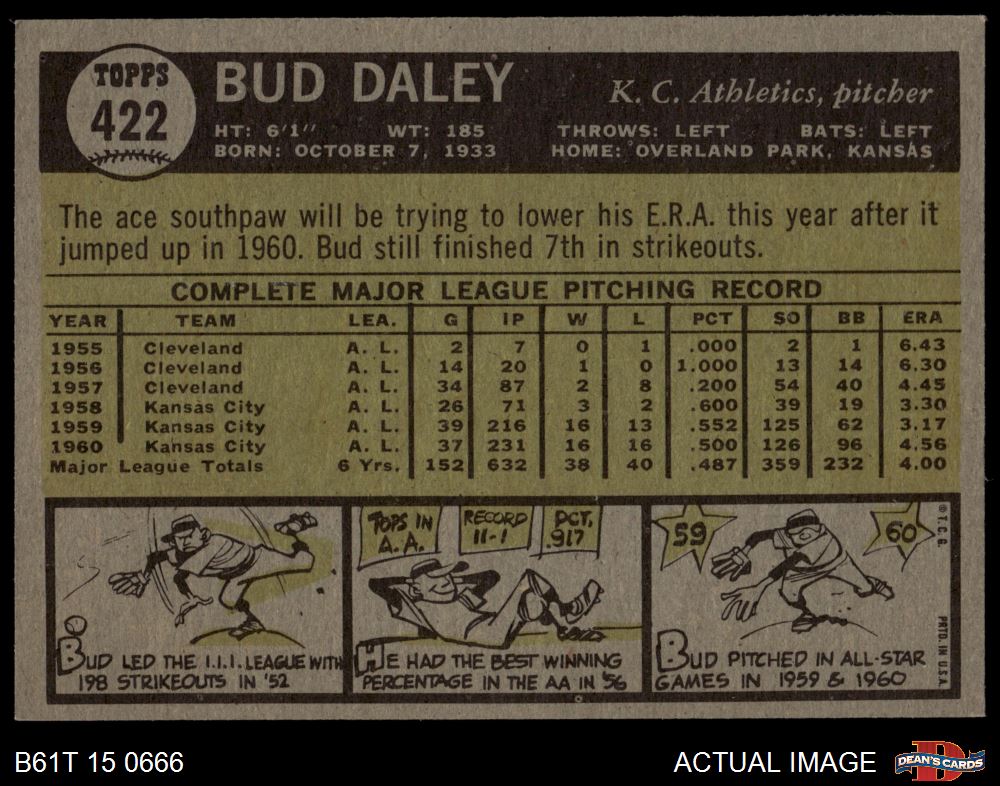 TOPPS
422
BUD DALEY
K. C. Athletics, pitcher
HT: 6'1" WT: 185 THROWS: LEFT BATS: LEFT
BORN: OCTOBER 7, 1933 HOME: OVERLAND PARK, KANSAS
The ace southpaw will be trying to lower his E.R.A. this year after it
jumped up in 1960. Bud still finished 7th in strikeouts.
COMPLETE MAJOR LEAGUE PITCHING RECORD
YEAR TEAM LEA. G IP W L PCT SO BB ERA
1955 Cleveland A. L. 2 7 0 1 .000 2 1 6.43
1956 Cleveland A. L. 14 20 1 0 1.000 13 14 6.30
1957 Cleveland A. L. 34 87 2 8 .200 54 40 4.45
1958 Kansas City A. L. 26 71 3 2 .600 39 19 3.30
1959 Kansas City A. L. 39 216 16 13 .552 125 62 3.17
1960 Kansas City A. L. 37 231 16 16 .500 126 96 4.56
Major League Totals 6 Yrs. 152 632 38 40 .487 359 232 4.00
BUD LED THE I.I.I. LEAGUE WITH
198 STRIKEOUTS IN '52
TOPS IN
A.A.
RECORD
11-1
PCT.
.917
HE HAD THE BEST WINNING
PERCENTAGE IN THE AA IN '56
59
60
BUD PITCHED IN ALL-STAR
GAMES IN 1959 & 1960
© T. C. G.
PRTD. IN U.S.A.
B61T 15 0666
ACTUAL IMAGE
DEAN'S CARDS